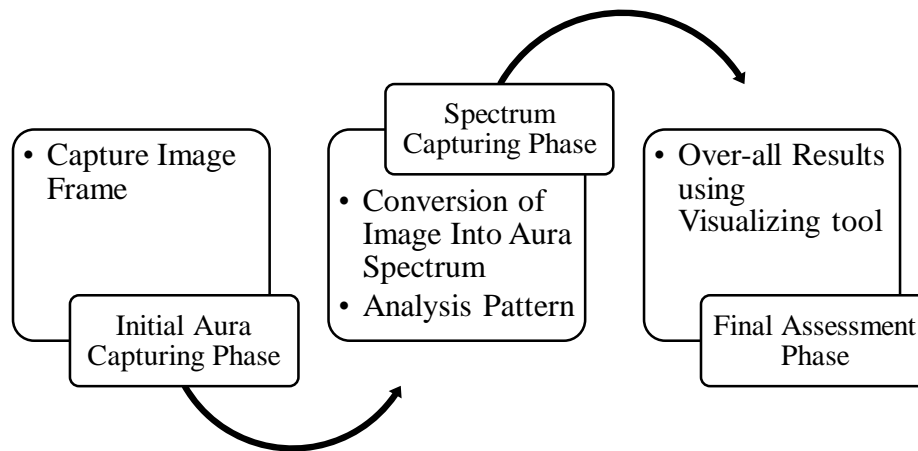 • Capture Image
Frame
Initial Aura
Capturing Phase
Spectrum
Capturing Phase
• Conversion of
Image Into Aura
Spectrum
• Analysis Pattern
• Over-all Results
using
Visualizing tool
Final Assessment
Phase